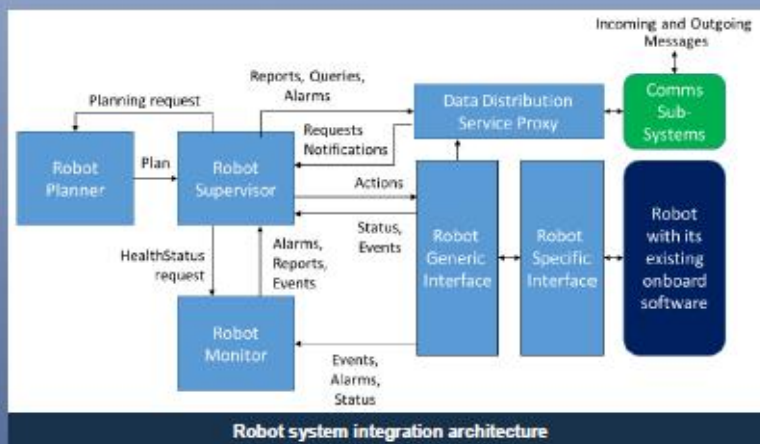 Incoming and Outgoing
Messages
Reports, Queries,
Alarms
Planning request
Data Distribution
Service Proxy
Comms
Sub-
Systems
Requests
Notifications
Robot
Planner
Plan
Robot
Supervisor
Actions
Status,
Events
HealthStatus
request
Alarms,
Reports,
Events
Robot
Generic
Interface
Robot
Specific
Interface
Robot
with its
existing
onboard
software
Robot
Monitor
Events,
Alarms,
Status
Robot system integration architecture